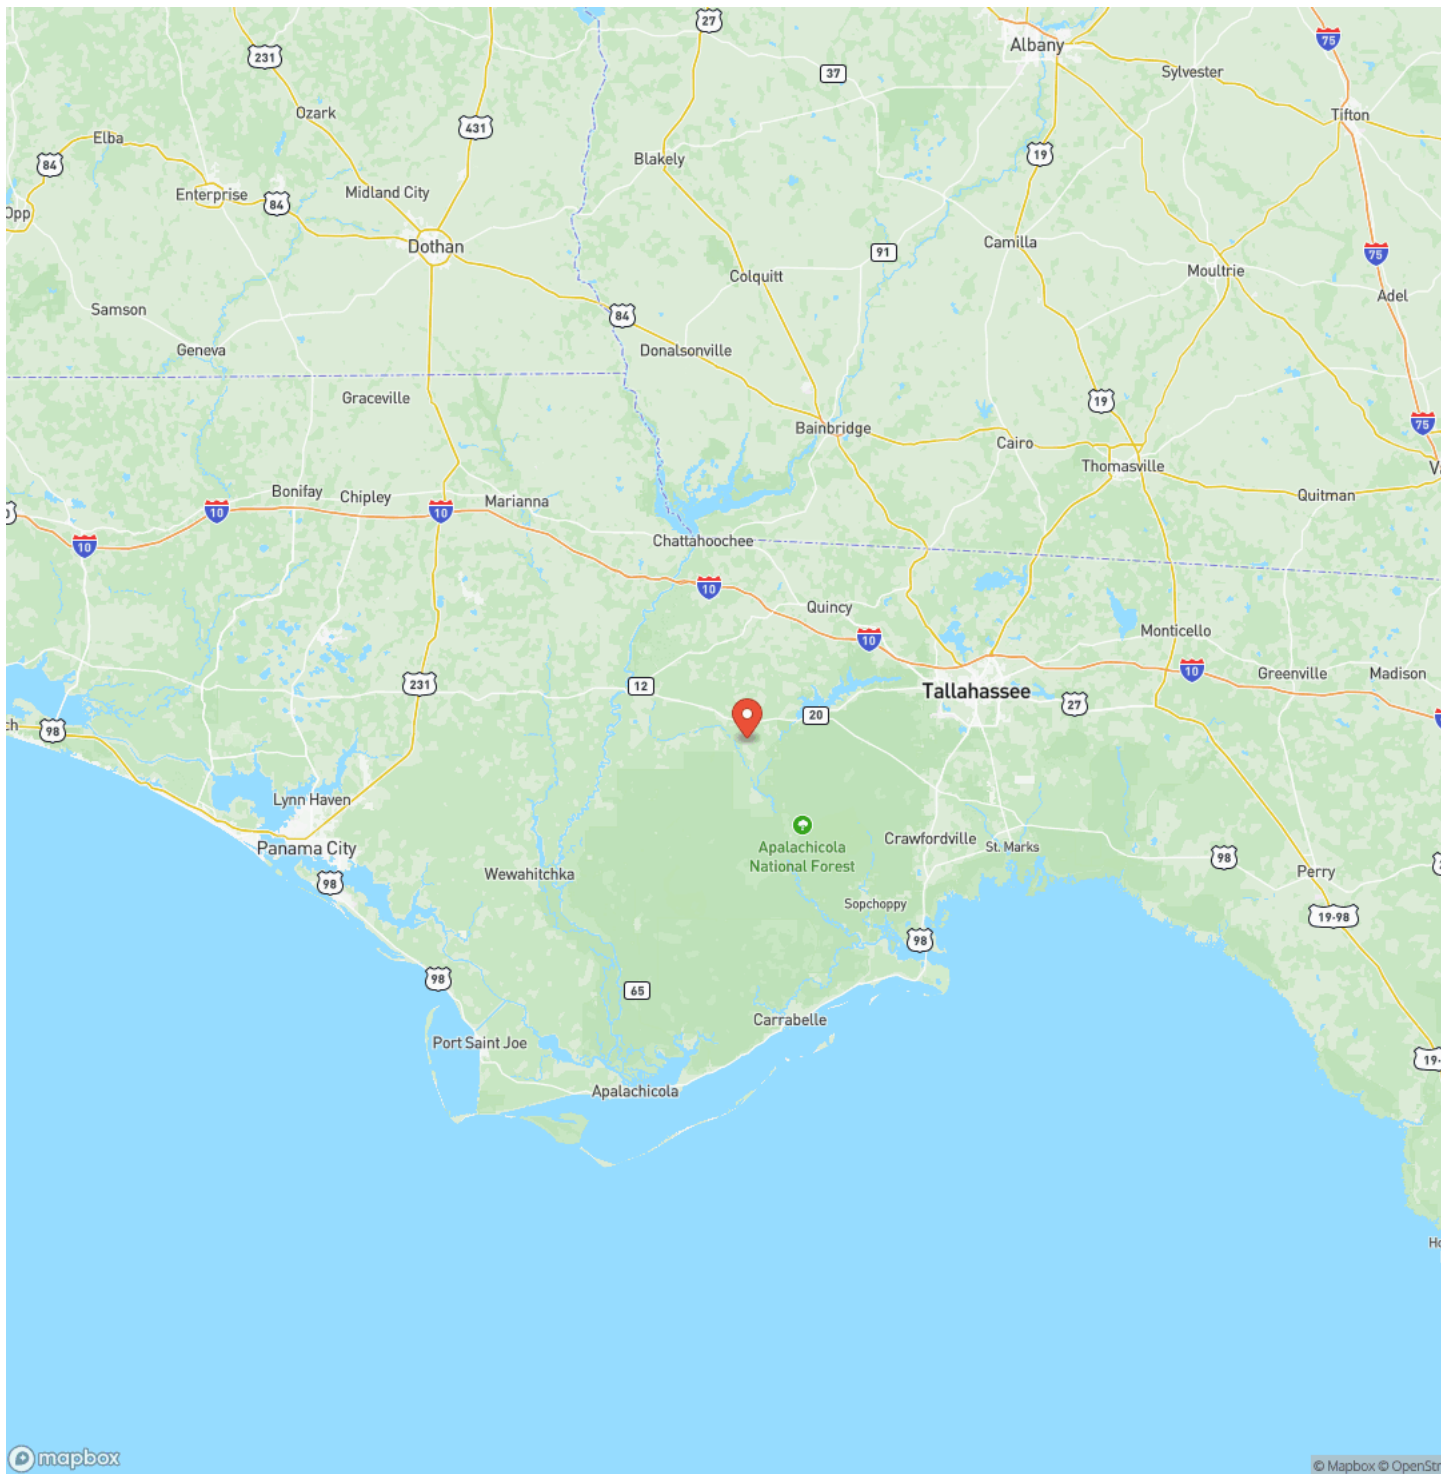 27
75
Albany
231
37
Sylvester
Ozark
Tifton
431
Elba
84
Blakely
19
Enterprise
Midland City
84
Opp
Dothan
Camilla
91
75
Moultrie
Colquitt
Adel
Samson
84
Geneva
Donalsonville
Graceville
19
75
Bainbridge
Cairo
Thomasville
Bonifay
Chipley
Marianna
Quitman
10
10
10
Chattahoochee
10
Quincy
Monticello
10
10
Greenville
Madison
231
12
Tallahassee
27
20
98
Lynn Haven
Panama City
Apalachicola
National Forest
Crawfordville
St. Marks
98
Perry
Wewahitchka
98
Sopchoppy
19-98
98
98
65
Carrabelle
Port Saint Joe
19-
Apalachicola
mapbox
© Mapbox © OpenStr